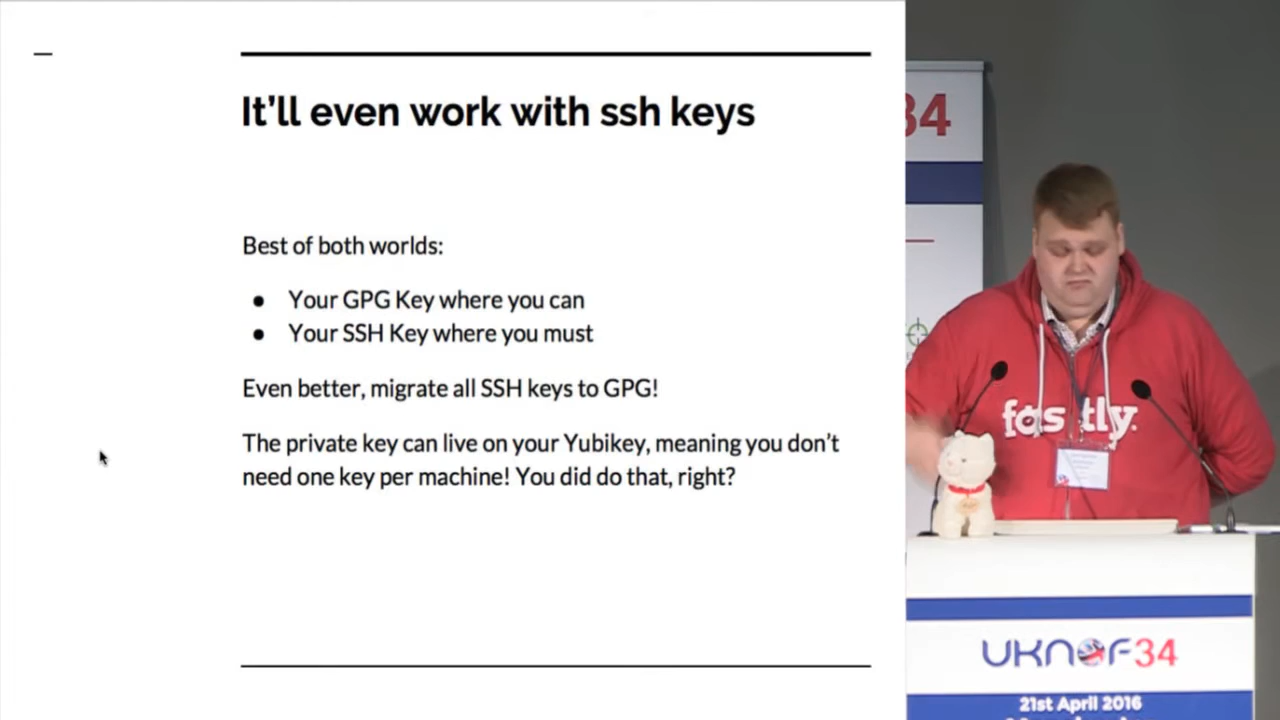 It’ll even work with ssh keys
Best of both worlds:
● Your GPG Key where you can
● Your SSH Key where you must
Even better, migrate all SSH keys to GPG!
The private key can live on your Yubikey, meaning you don’t
need one key per machine! You did do that, right?
34
fastly.
UKNOF34
21st April 2016